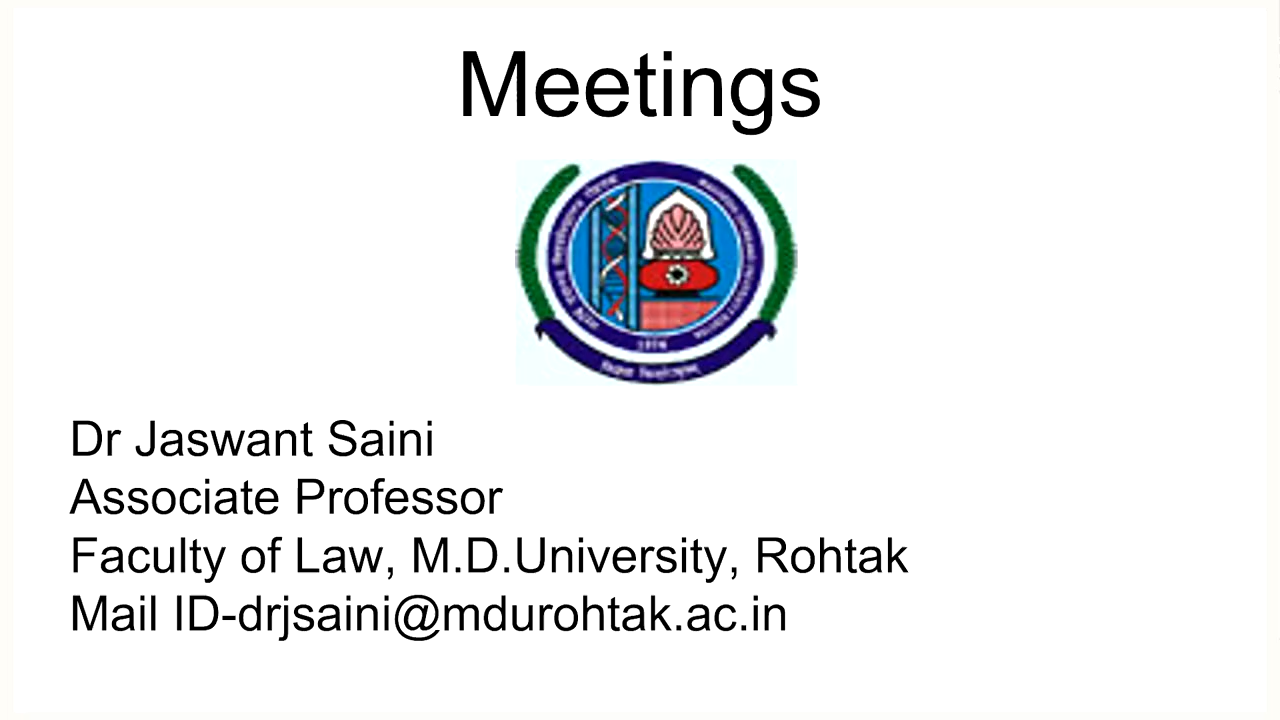 Meetings
Dr Jaswant Saini
Associate Professor
Faculty of Law, M.D.University, Rohtak
Mail ID-drjsaini@mdurohtak.ac.in